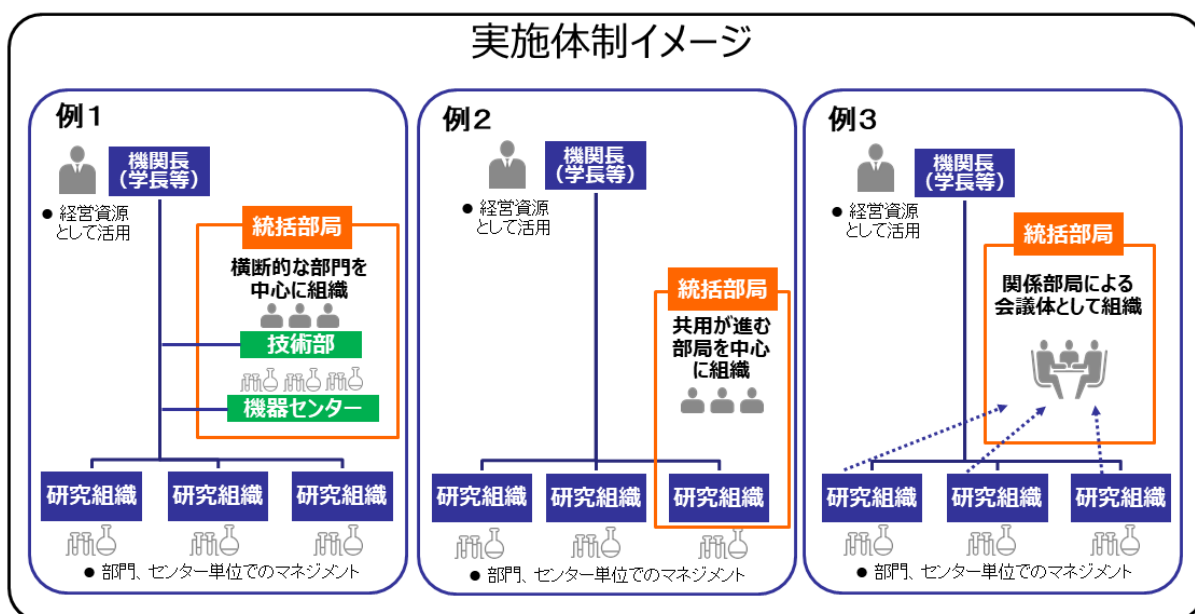 実施体制イメージ
例1
機関長
(学長等)
● 経営資源
として活用
統括部局
横断的な部門を
中心に組織
技術部
機器センター
研究組織
研究組織
研究組織
● 部門、センター単位でのマネジメント
例2
機関長
(学長等)
● 経営資源
として活用
統括部局
共用が進む
部局を中心
に組織
研究組織
研究組織
研究組織
● 部門、センター単位でのマネジメント
例3
機関長
(学長等)
● 経営資源
として活用
統括部局
関係部局による
会議体として組織
研究組織
研究組織
研究組織
● 部門、センター単位でのマネジメント